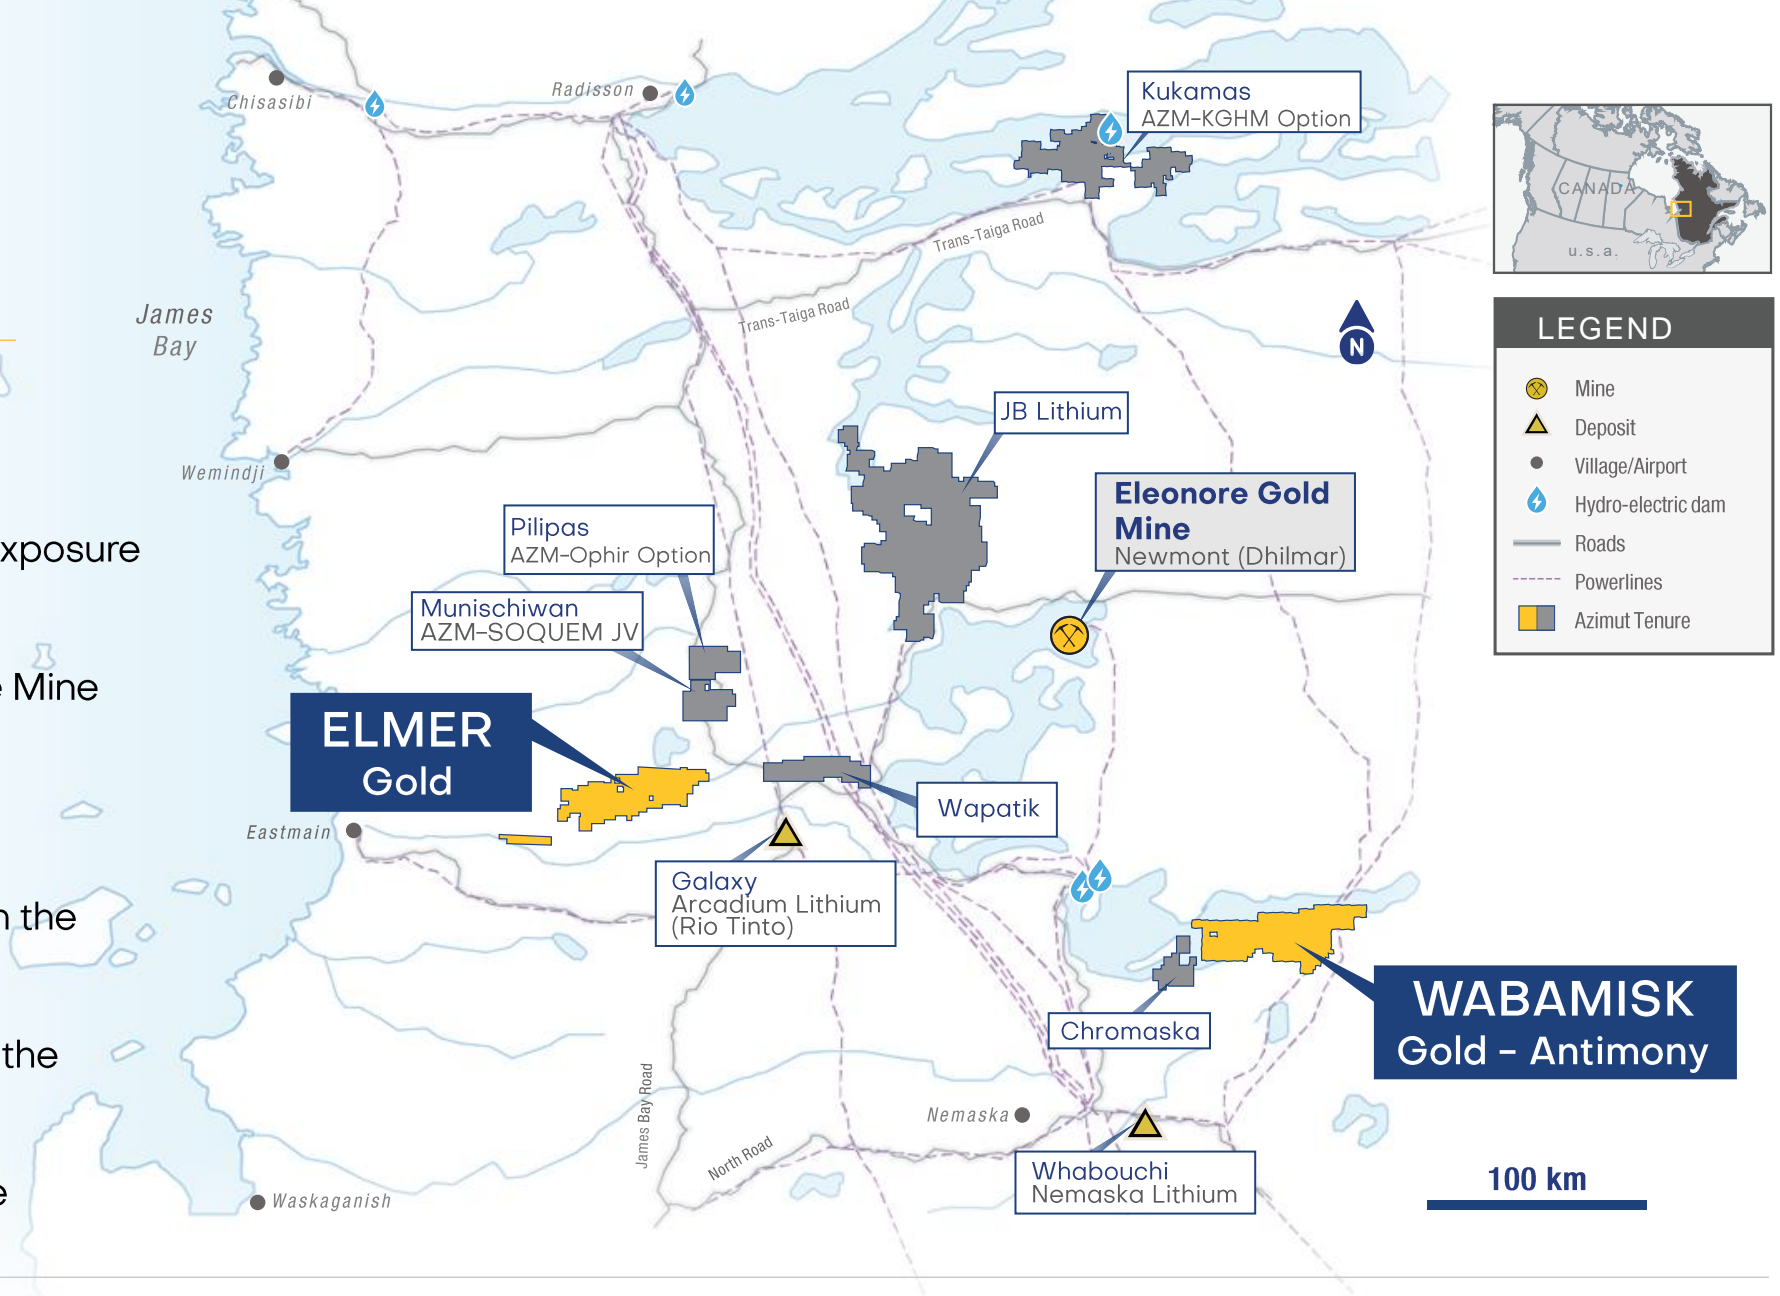 Chisasibi
Radisson
Kukamas
AZM-KGHM Option
CANADA
u.s.a.
Trans-Taiga Road
Trans-Taiga Road
James
Bay
N
LEGEND
Mine
Deposit
Village/Airport
Hydro-electric dam
Roads
Powerlines
Azimut Tenure
JB Lithium
Wemindji
Eleonore Gold
Mine
Newmont (Dhilmar)
Pilipas
AZM-Ophir Option
xposure
Munischiwan
AZM-SOQUEM JV
e Mine
ELMER
Gold
Wapatik
Eastmain
Galaxy
Arcadium Lithium
(Rio Tinto)
n the
WABAMISK
Gold - Antimony
Chromaska
the
James Bay Road
North Road
Nemaska
Whabouchi
Nemaska Lithium
100 km
e
Waskaganish